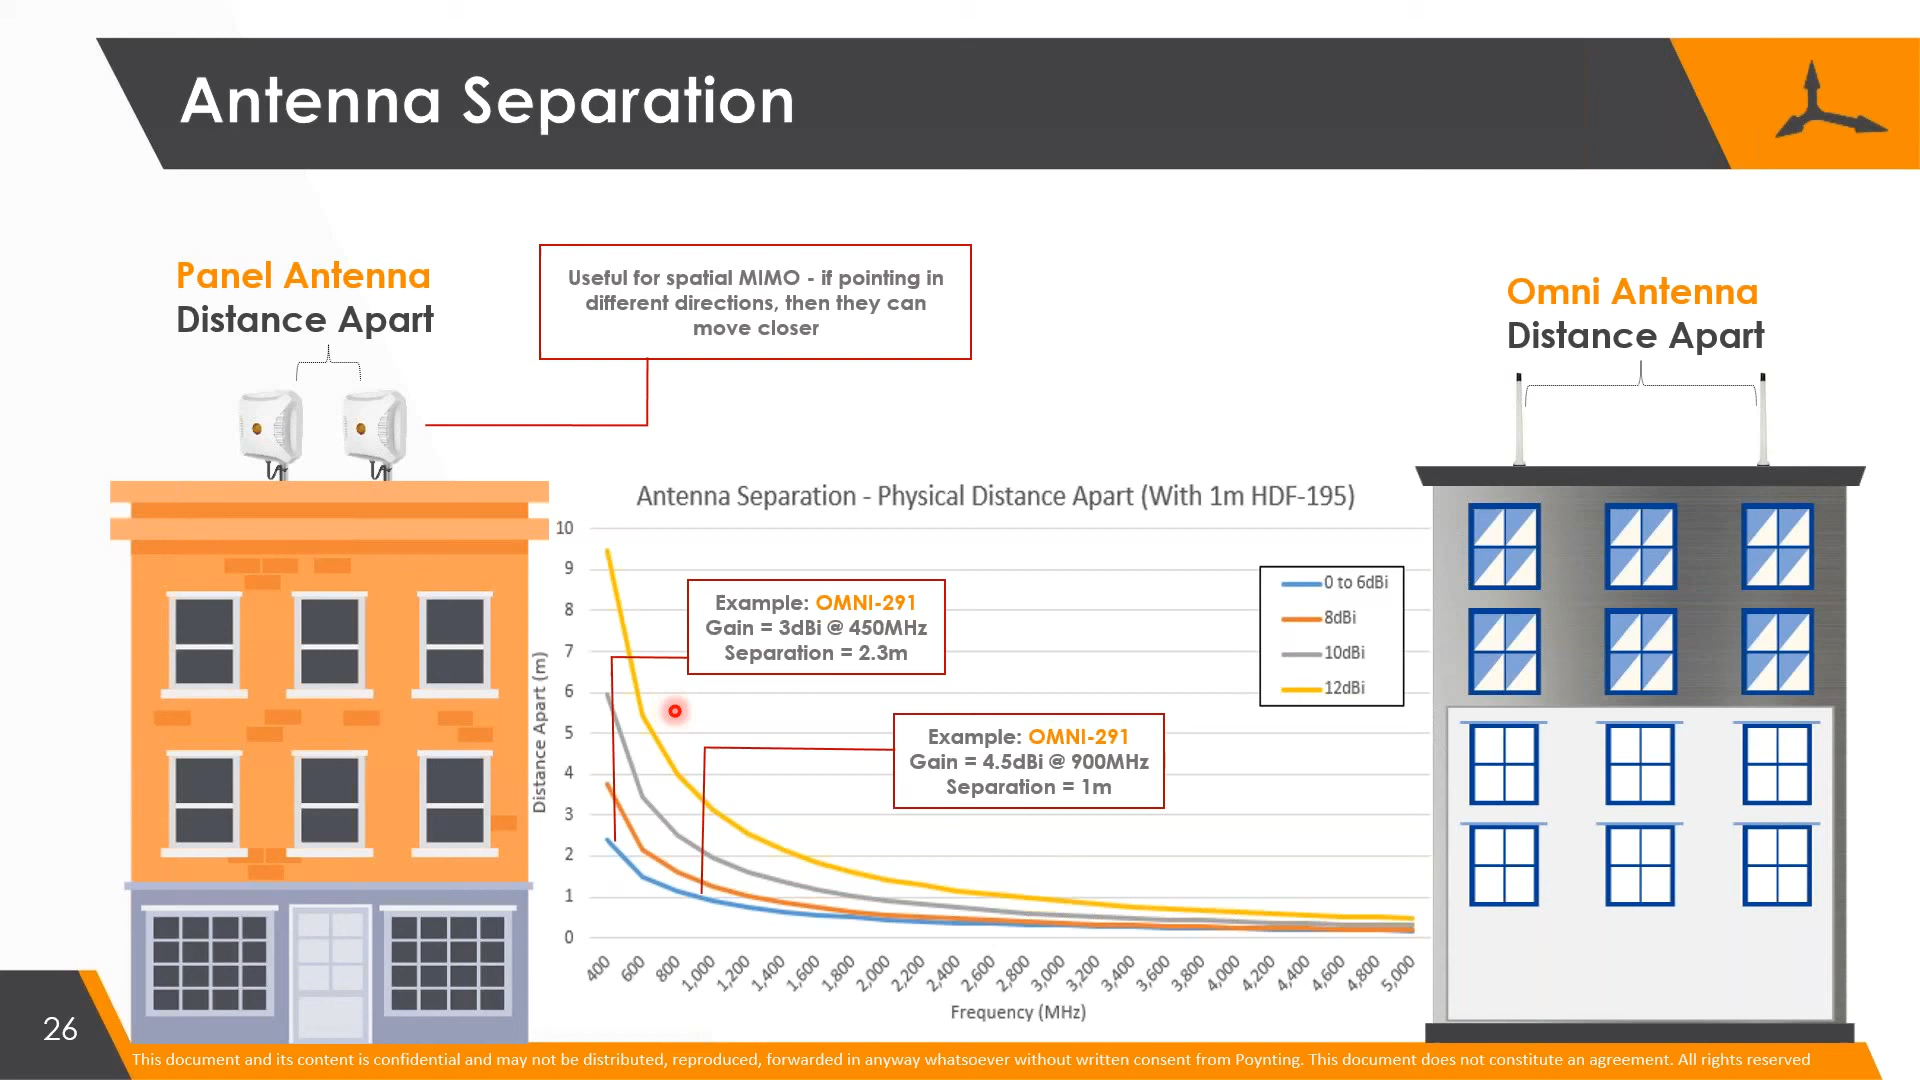 Antenna Separation
Panel Antenna
Distance Apart
Useful for spatial MIMO - if pointing in
different directions, then they can
move closer
Omni Antenna
Distance Apart
Antenna Separation - Physical Distance Apart (With 1m HDF-195)
10
9
8
7
6
5
4
3
2
1
0
Distance Apart (m)
Example: OMNI-291
Gain = 3dBi @ 450MHz
Separation = 2.3m
Example: OMNI-291
Gain = 4.5dBi @ 900MHz
Separation = 1m
0 to 6dBi
8dBi
10dBi
12dBi
400
600
800
1,000
1,200
1,400
1,600
1,800
2,000
2,200
2,400
2,600
2,800
3,000
3,200
3,400
3,600
3,800
4,000
4,200
4,400
4,600
4,800
5,000
Frequency (MHz)
26
This document and its content is confidential and may not be distributed, reproduced, forwarded in anyway whatsoever without written consent from Poynting. This document does not constitute an agreement. All rights reserved